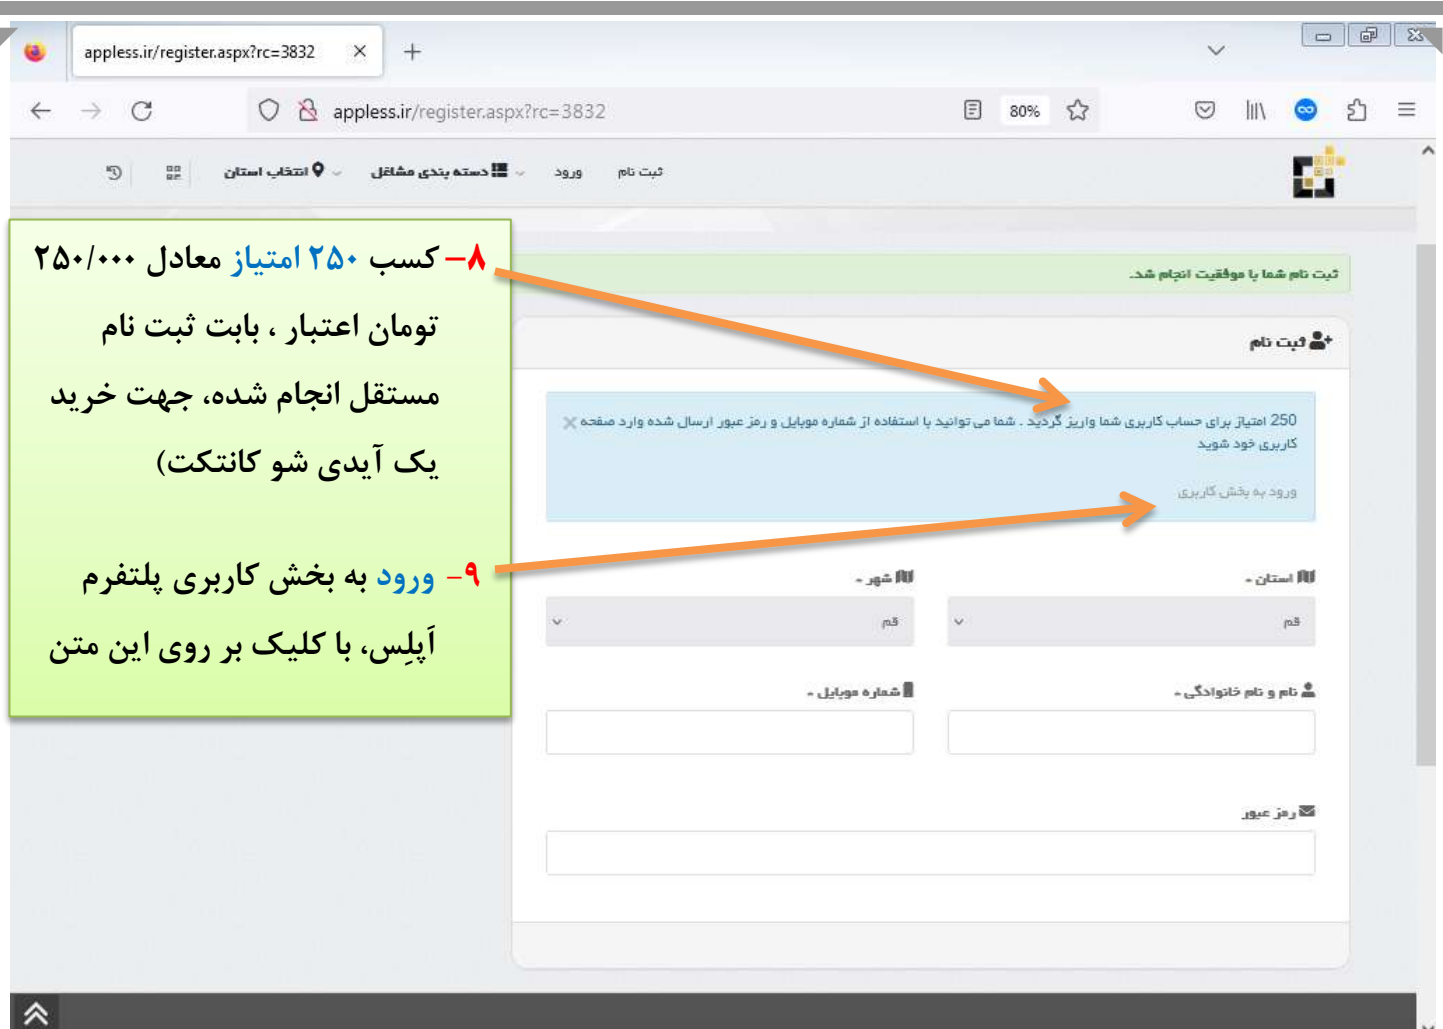 appless.ir/register.aspx?rc=3832
appless.ir/register.aspx?rc=3832
80%
ثبت نام
ورود
دسته بندی مشاغل
انتخاب استان
۸– کسب ۲۵۰ امتیاز معادل ۲۵۰/۰۰۰
تومان اعتبار ، بابت ثبت نام
مستقل انجام شده، جهت خرید
یک آیدی شو کانتکت)
۹- ورود به بخش کاربری پلتفرم
اَپلِس، با کلیک بر روی این متن
ثبت نام شما با موفقیت انجام شد.
ثبت نام
250 امتیاز برای حساب کاربری شما واریز گردید . شما می توانید با استفاده از شماره موبایل و رمز عبور ارسال شده وارد صفحه
کاربری خود شوید
ورود به بخش کاربری
استان -
شهر -
قم
قم
نام و نام خانوادگی -
شماره موبایل -
رمز عبور